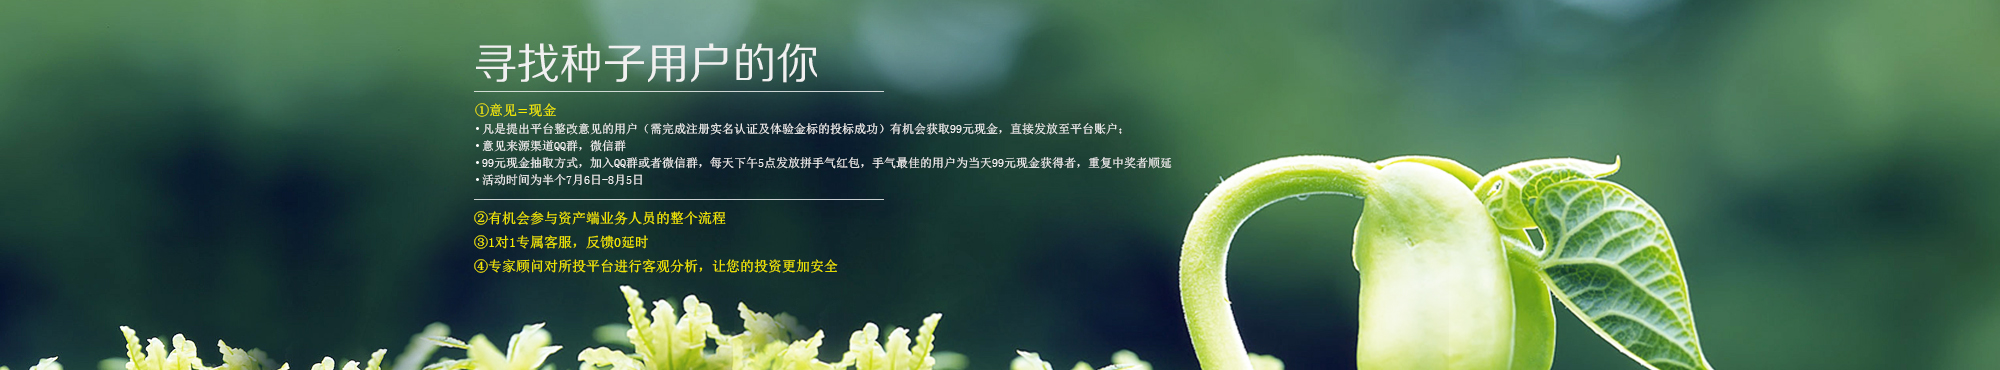 寻找种子用户的你
①意见=现金
•凡是提出平台整改意见的用户（需完成注册实名认证及体验金标的投标成功）有机会获取99元现金，直接发放至平台账户；
•意见来源渠道QQ群，微信群
•99元现金抽取方式，加入QQ群或者微信群，每天下午5点发放拼手气红包，手气最佳的用户为当天99元现金获得者，重复中奖者顺延
•活动时间为半个7月6日-8月5日
②有机会参与资产端业务人员的整个流程
③1对1专属客服，反馈0延时
④专家顾问对所投平台进行客观分析，让您的投资更加安全